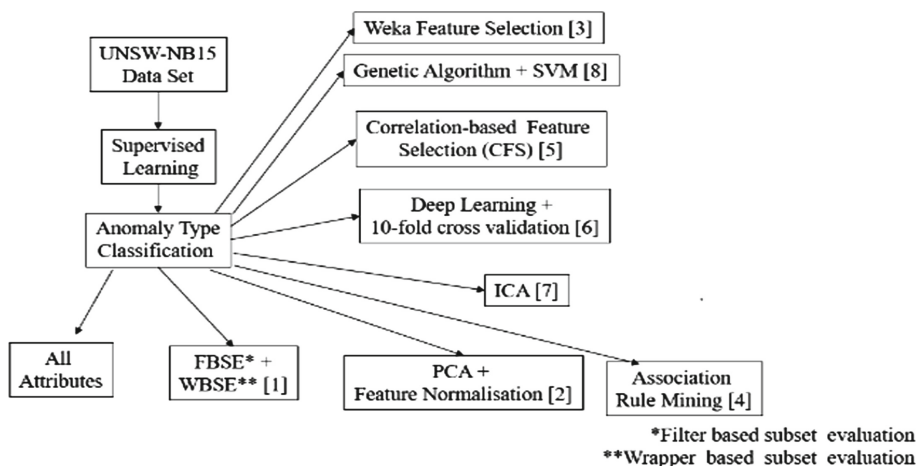 UNSW-NB15
Data Set
Supervised
Learning
Anomaly Type
Classification
Weka Feature Selection [3]
Genetic Algorithm + SVM [8]
Correlation-based Feature
Selection (CFS) [5]
Deep Learning +
10-fold cross validation [6]
ICA [7]
All
Attributes
FBSE* +
WBSE** [1]
PCA +
Feature Normalisation [2]
Association
Rule Mining [4]
*Filter based subset evaluation
**Wrapper based subset evaluation